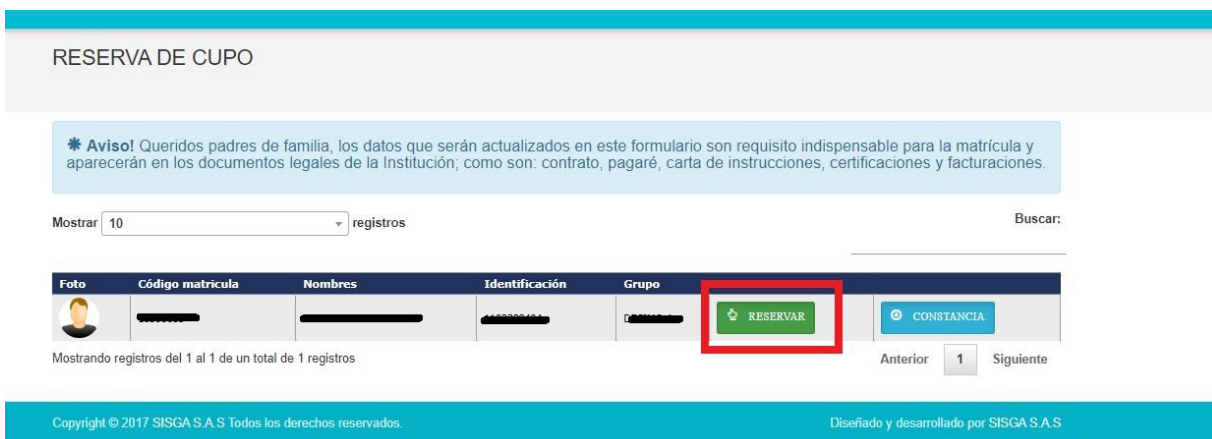 RESERVA DE CUPO
✱ Aviso! Queridos padres de familia, los datos que serán actualizados en este formulario son requisito indispensable para la matrícula y
aparecerán en los documentos legales de la Institución; como son: contrato, pagaré, carta de instrucciones, certificaciones y facturaciones.
Mostrar 10 registros Buscar:
Foto Código matricula Nombres Identificación Grupo
RESERVAR CONSTANCIA
Mostrando registros del 1 al 1 de un total de 1 registros Anterior 1 Siguiente
Copyright © 2017 SISGA S.A.S Todos los derechos reservados. Diseñado y desarrollado por SISGA S.A.S